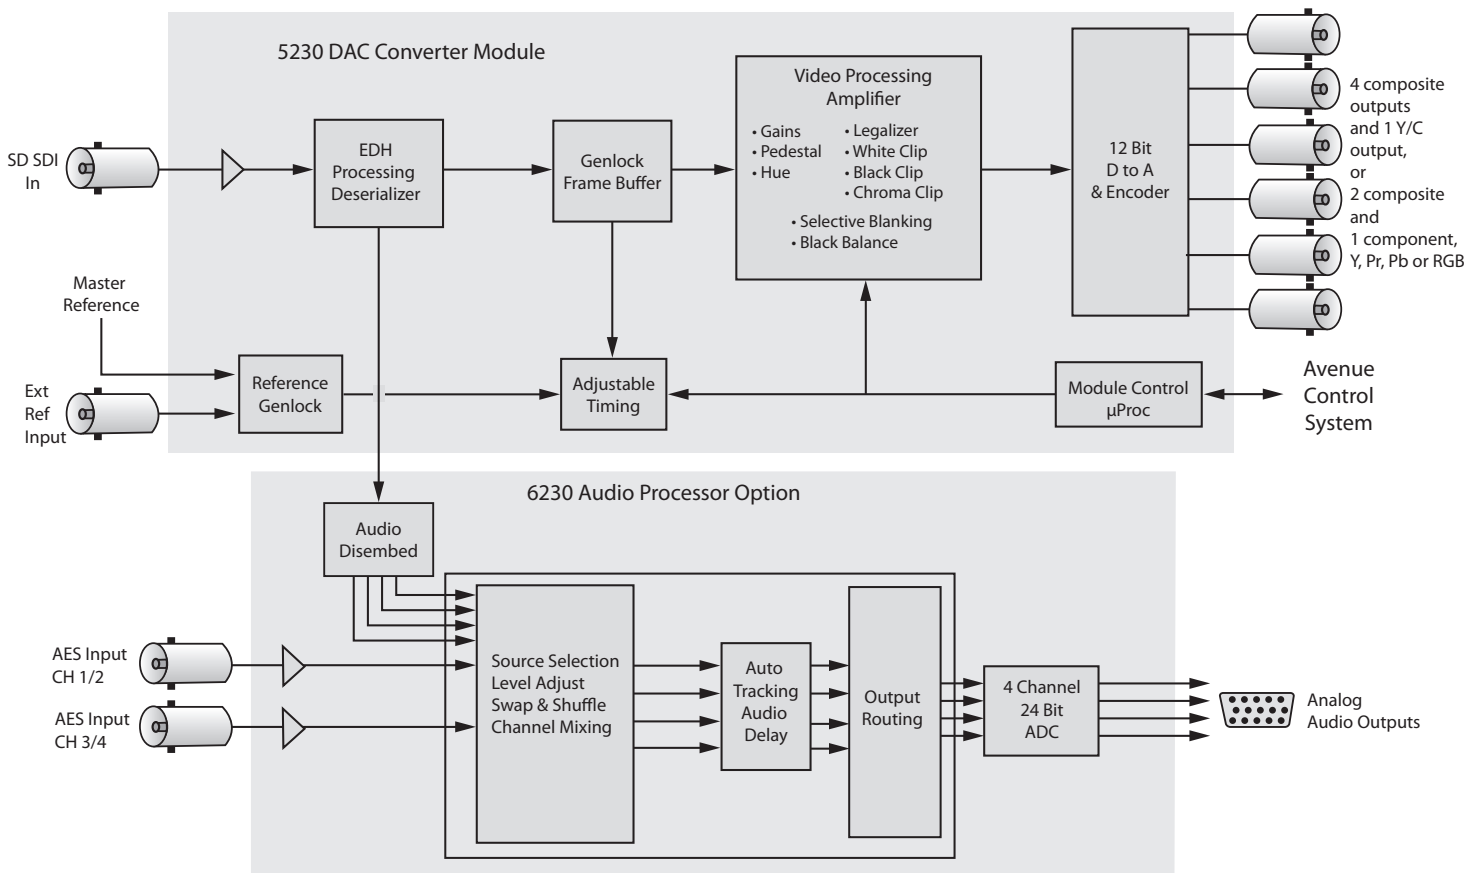 5230 DAC Converter Module
SD SDI
In
EDH
Processing
Deserializer
Genlock
Frame Buffer
Video Processing
Amplifier
• Gains
• Pedestal
• Hue
• Legalizer
• White Clip
• Black Clip
• Chroma Clip
• Selective Blanking
• Black Balance
12 Bit
D to A
& Encoder
4 composite
outputs
and 1 Y/C
output,
or
2 composite
and
1 component,
Y, Pr, Pb or RGB
Master
Reference
Ext
Ref
Input
Reference
Genlock
Adjustable
Timing
Module Control
µProc
Avenue
Control
System
6230 Audio Processor Option
Audio
Disembed
AES Input
CH 1/2
AES Input
CH 3/4
Source Selection
Level Adjust
Swap & Shuffle
Channel Mixing
Auto
Tracking
Audio
Delay
Output
Routing
4 Channel
24 Bit
ADC
Analog
Audio Outputs